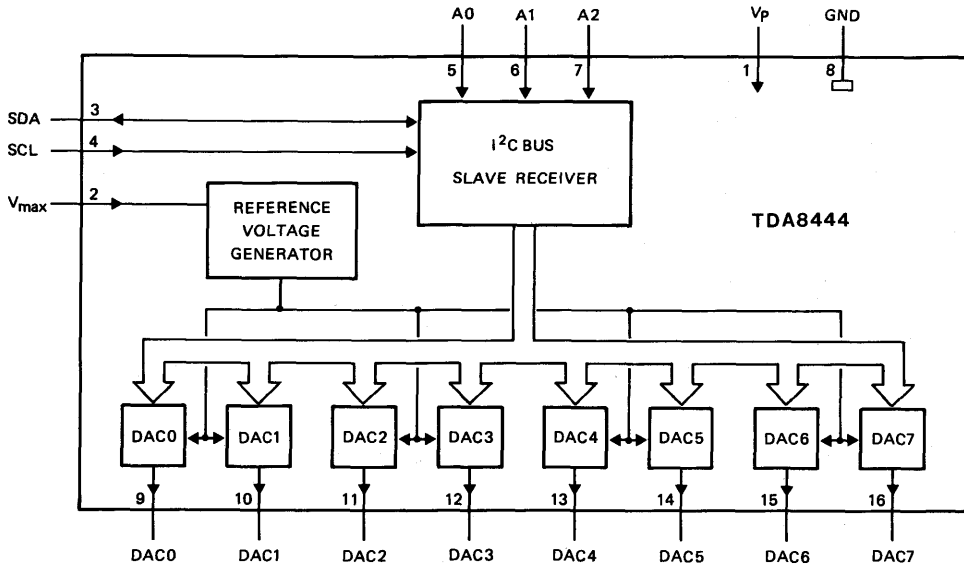 A0 A1 A2 VP GND
5 6 7 1 8
SDA 3
SCL 4
I²C BUS
SLAVE RECEIVER
Vmax 2
REFERENCE
VOLTAGE
GENERATOR
TDA8444
DAC0 DAC1 DAC2 DAC3 DAC4 DAC5 DAC6 DAC7
9 10 11 12 13 14 15 16
DAC0 DAC1 DAC2 DAC3 DAC4 DAC5 DAC6 DAC7